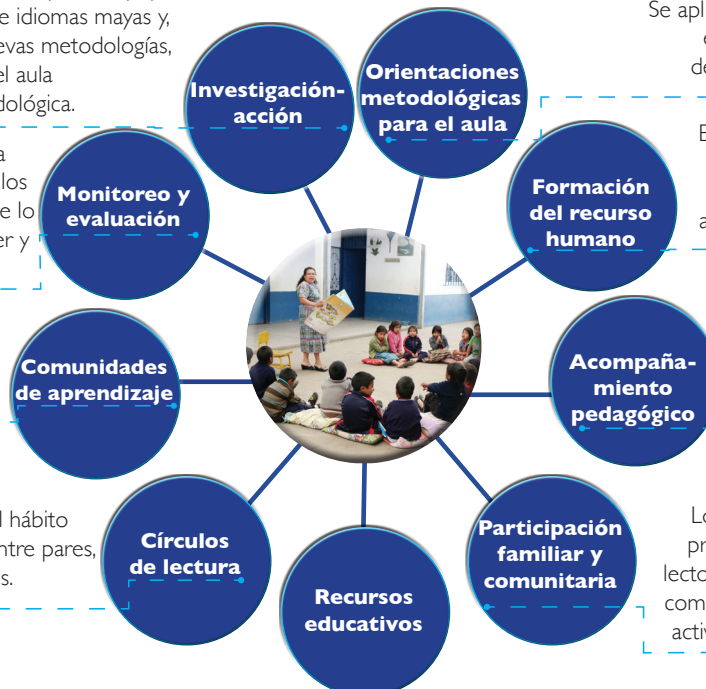 e idiomas mayas y,
evas metodologías,
el aula
dológica.
Se apl
e
de
Investigación-
acción
Orientaciones
metodológicas
para el aula
a
los
e lo
er y
Monitoreo y
evaluación
Formación
del recurso
humano
E
a
Comunidades
de aprendizaje
Acompaña-
miento
pedagógico
l hábito
ntre pares,
s.
Círculos
de lectura
Recursos
educativos
Participación
familiar y
comunitaria
Lo
pr
lecto
com
activ